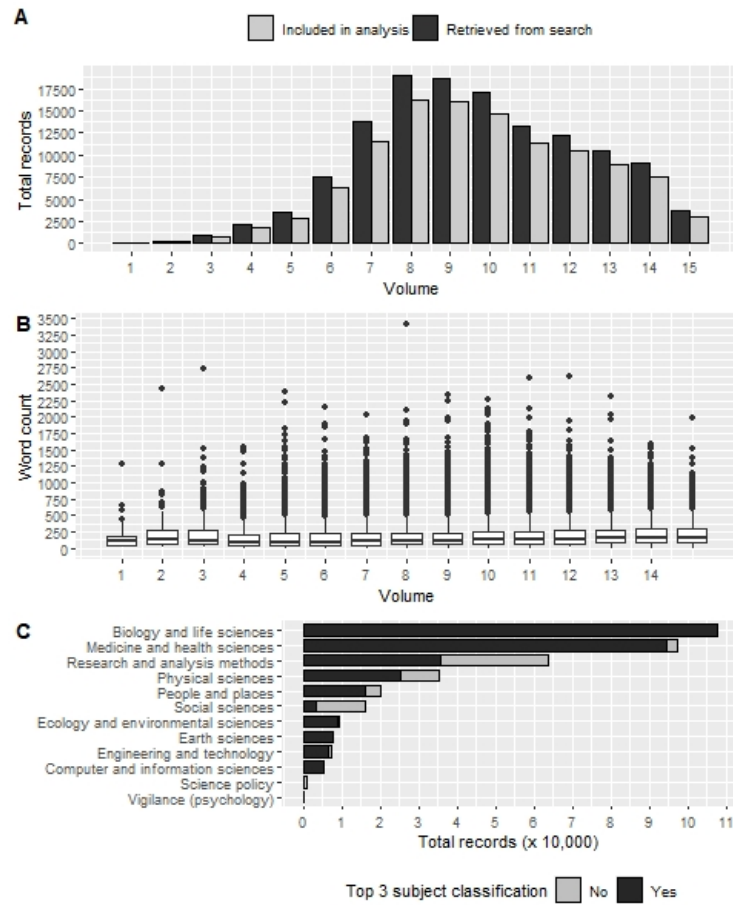 A
Included in analysis Retrieved from search
Total records
17500
15000
12500
10000
7500
5000
2500
0
1 2 3 4 5 6 7 8 9 10 11 12 13 14 15
Volume
B
Word count
3500
3250
3000
2750
2500
2250
2000
1750
1500
1250
1000
750
500
250
0
1 2 3 4 5 6 7 8 9 10 11 12 13 14
Volume
C
Biology and life sciences
Medicine and health sciences
Research and analysis methods
Physical sciences
People and places
Social sciences
Ecology and environmental sciences
Earth sciences
Engineering and technology
Computer and information sciences
Science policy
Vigilance (psychology)
0 1 2 3 4 5 6 7 8 9 10 11
Total records (x 10,000)
Top 3 subject classification No Yes